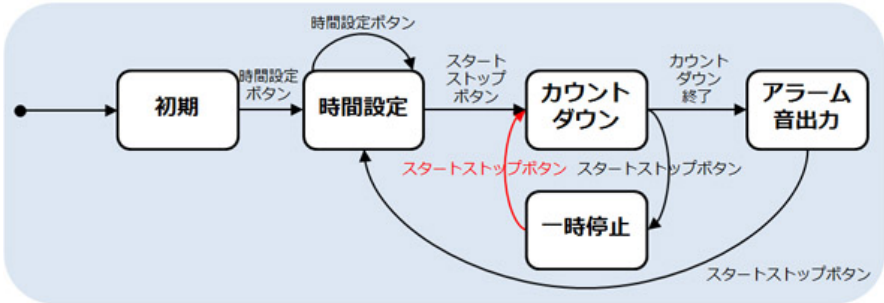 時間設定ボタン
時間設定
ボタン
スタート
ストップ
ボタン
カウント
ダウン
終了
初期
時間設定
カウント
ダウン
アラーム
音出力
スタートストップボタン
スタートストップボタン
一時停止
スタートストップボタン